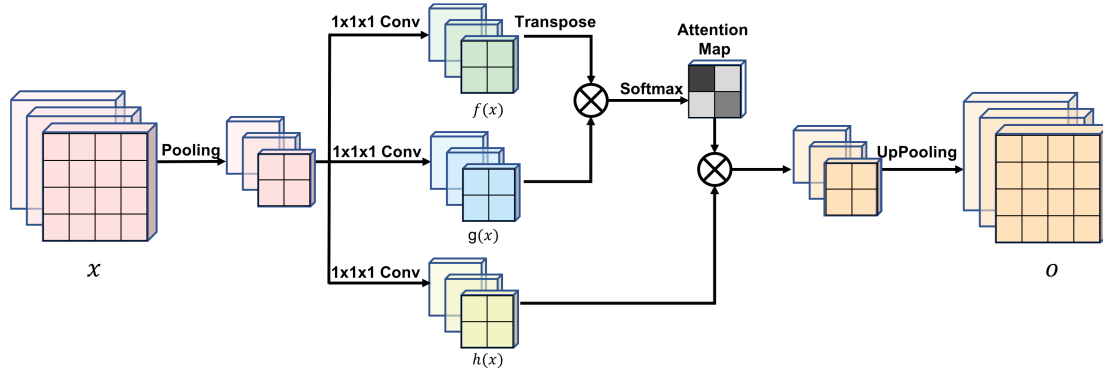 1x1x1 Conv
Transpose
f(x)
Attention
Map
Softmax
Pooling
1x1x1 Conv
g(x)
UpPooling
x
1x1x1 Conv
h(x)
o